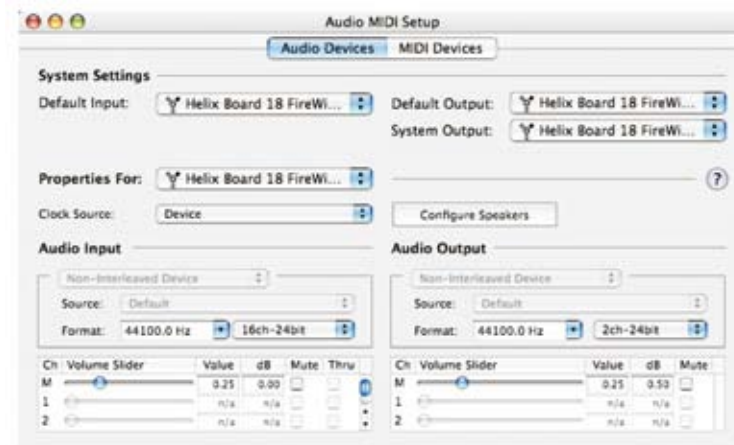 Audio MIDI Setup
Audio Devices MIDI Devices
System Settings
Default Input: Helix Board 18 FireWi... Default Output: Helix Board 18 FireWi...
System Output: Helix Board 18 FireWi...
Properties For: Helix Board 18 FireWi... ?
Clock Source: Device Configure Speakers
Audio Input Audio Output
Non-Interleaved Device Non-Interleaved Device
Source: Default Source: Default
Format: 44100.0 Hz 16ch-24bit Format: 44100.0 Hz 2ch-24bit
Ch Volume Slider Value dB Mute Thru Ch Volume Slider Value dB Mute
M 0.25 0.00 M 0.25 0.50
1 n/a n/a 1 n/a n/a
2 n/a n/a 2 n/a n/a